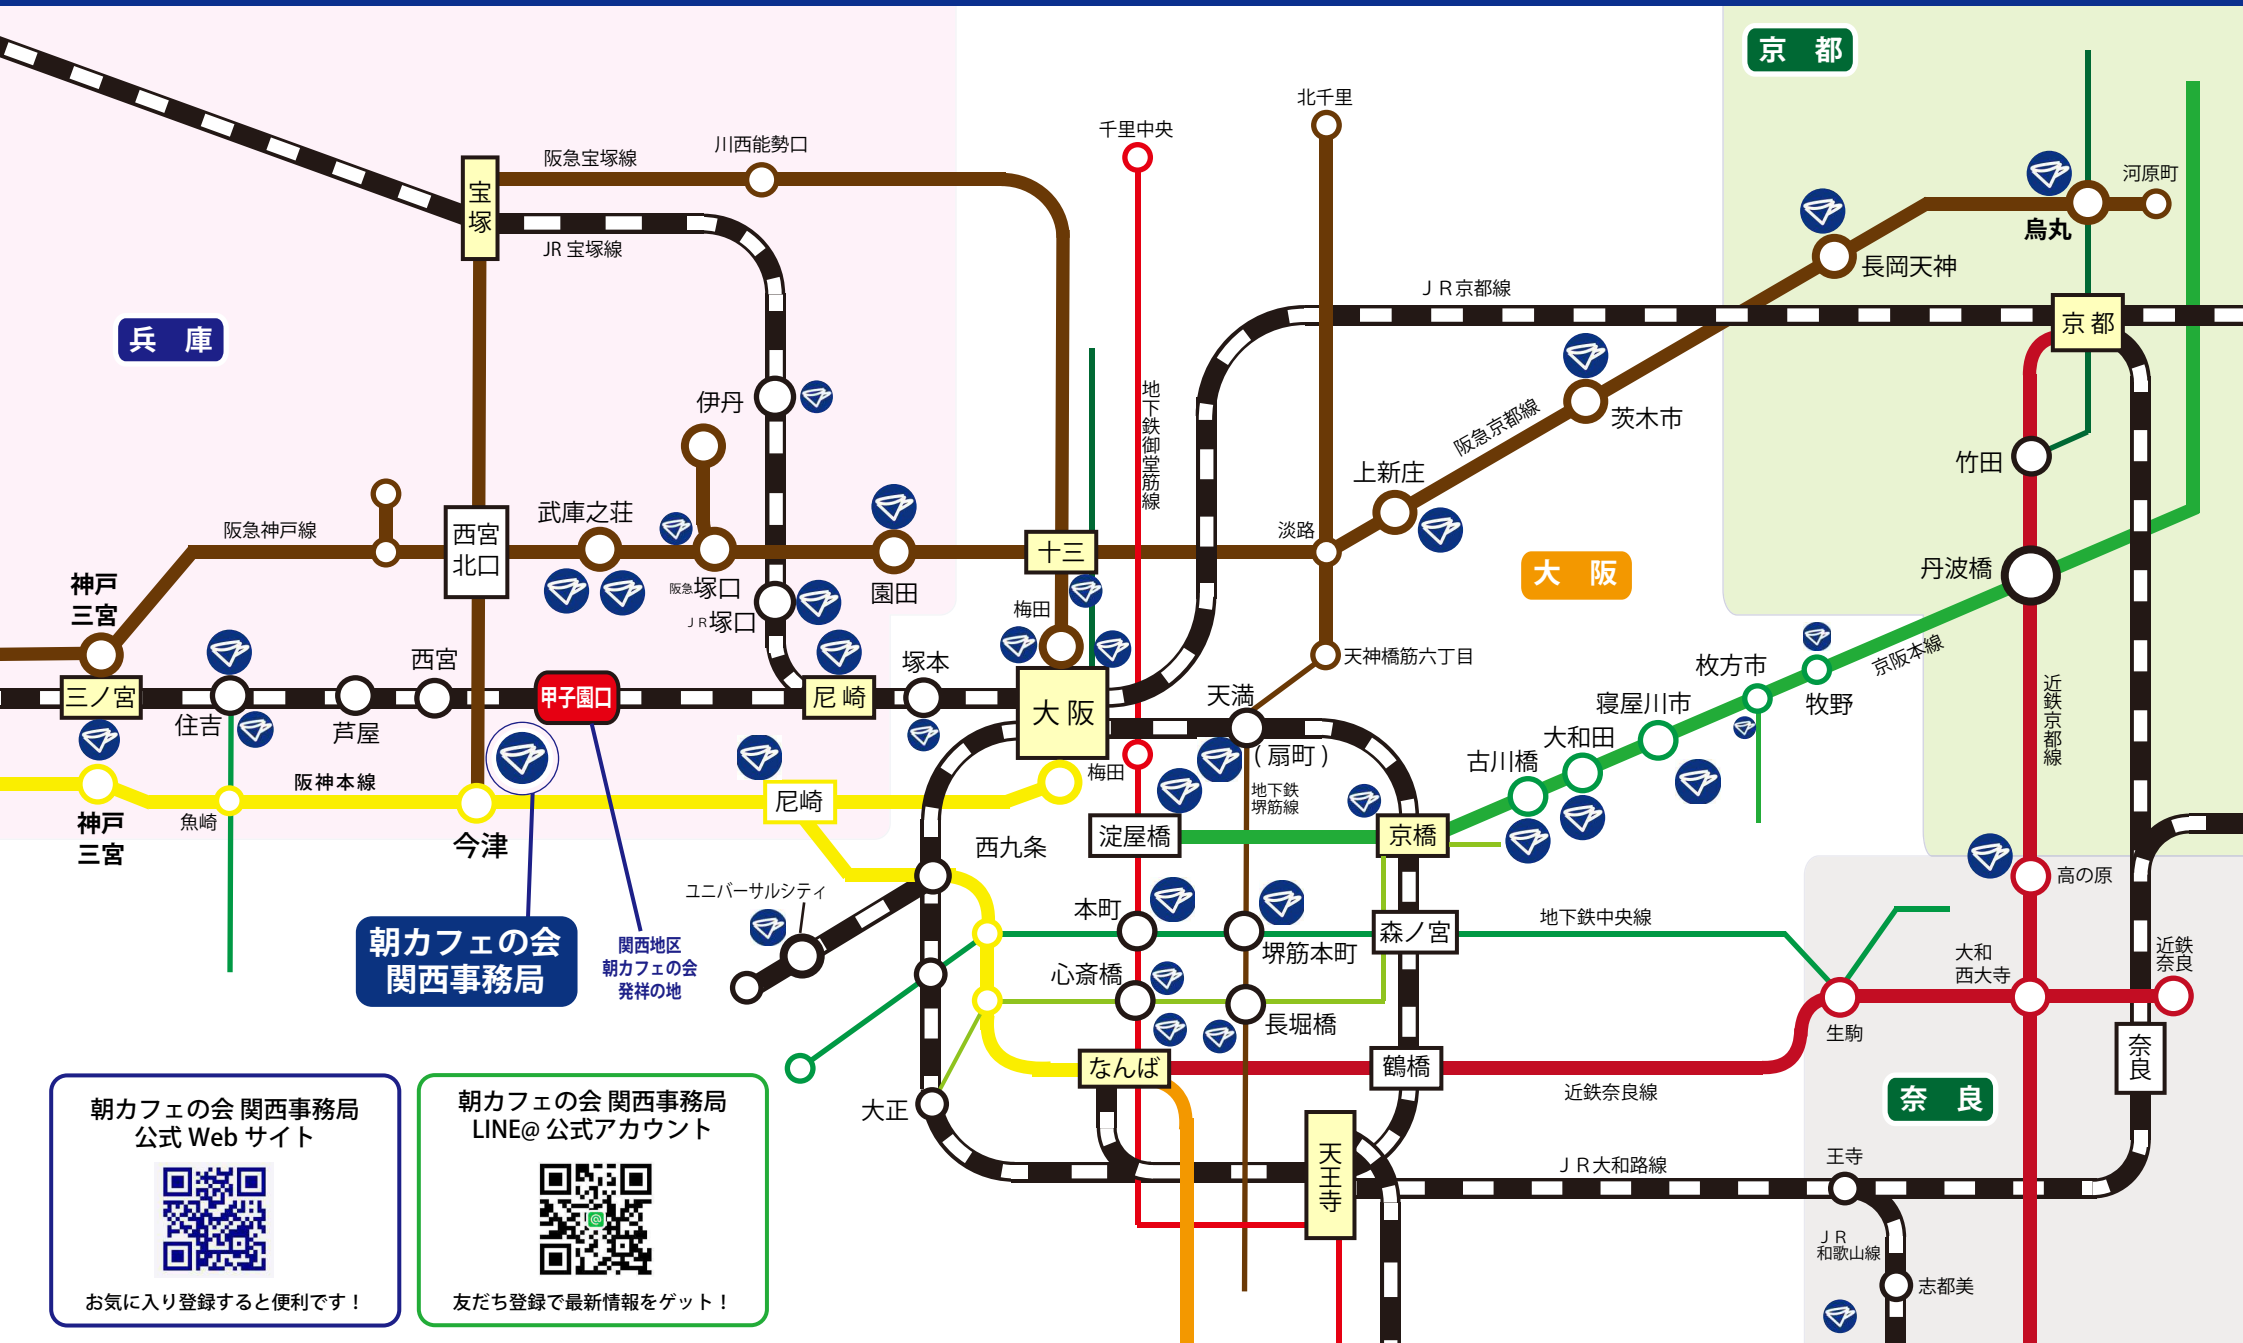 京 都
北千里
千里中央
川西能勢口
阪急宝塚線
河原町
宝塚
烏丸
JR 宝塚線
長岡天神
ＪＲ京都線
兵 庫
京 都
伊丹
地下鉄御堂筋線
阪急京都線
茨木市
竹田
上新庄
武庫之荘
阪急神戸線
西宮
北口
淡路
十三
大 阪
丹波橋
神戸
三宮
阪急塚口
園田
ＪＲ塚口
梅田
京阪本線
西宮
塚本
天神橋筋六丁目
枚方市
近鉄京都線
三ノ宮
住吉
芦屋
甲子園口
尼 崎
大 阪
天満
( 扇町 )
寝屋川市
牧野
大和田
古川橋
阪神本線
梅田
地下鉄
堺筋線
尼崎
魚崎
神戸
三宮
今津
西九条
淀屋橋
京橋
高の原
ユニバーサルシティ
本町
森ノ宮
地下鉄中央線
堺筋本町
朝カフェの会
関西事務局
関西地区
朝カフェの会
発祥の地
心斎橋
長堀橋
大和
西大寺
近鉄
奈良
生駒
なんば
鶴橋
近鉄奈良線
奈良
奈 良
大正
朝カフェの会 関西事務局
公式 Web サイト
お気に入り登録すると便利です！
朝カフェの会 関西事務局
LINE@ 公式アカウント
友だち登録で最新情報をゲット！
天王寺
ＪＲ大和路線
王寺
ＪＲ
和歌山線
志都美